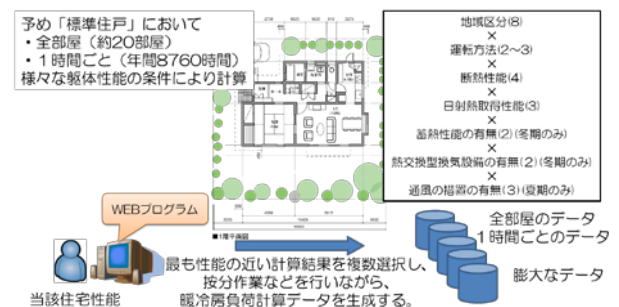 予め「標準住戸」において
・全部屋（約20部屋）
・1時間ごと（年間8760時間）
様々な躯体性能の条件により計算
地域区分(8)
×
運転方法(2～3)
×
断熱性能(4)
×
日射熱取得性能(3)
×
蓄熱性能の有無(2)(冬期のみ)
×
熱交換型換気設備の有無(2)(冬期のみ)
×
通風の措置の有無(3)(夏期のみ)
WEBプログラム
■1階平面図
当該住宅性能
最も性能の近い計算結果を複数選択し、
按分作業などを行いながら、
暖冷房負荷計算データを生成する。
全部屋のデータ
1時間ごとのデータ
膨大なデータ